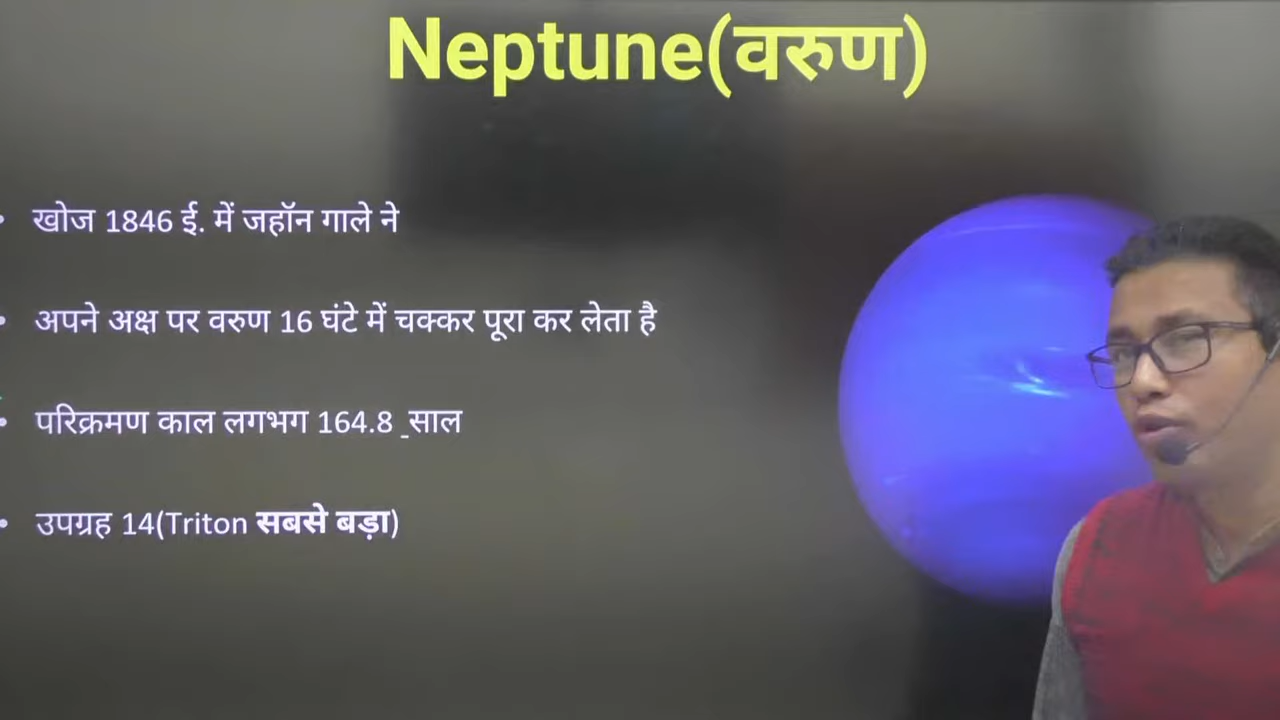 Neptune(वरुण)
• खोज 1846 ई. में जहॉन गाले ने
• अपने अक्ष पर वरुण 16 घंटे में चक्कर पूरा कर लेता है
• परिक्रमण काल लगभग 164.8 _साल
• उपग्रह 14(Triton सबसे बड़ा)